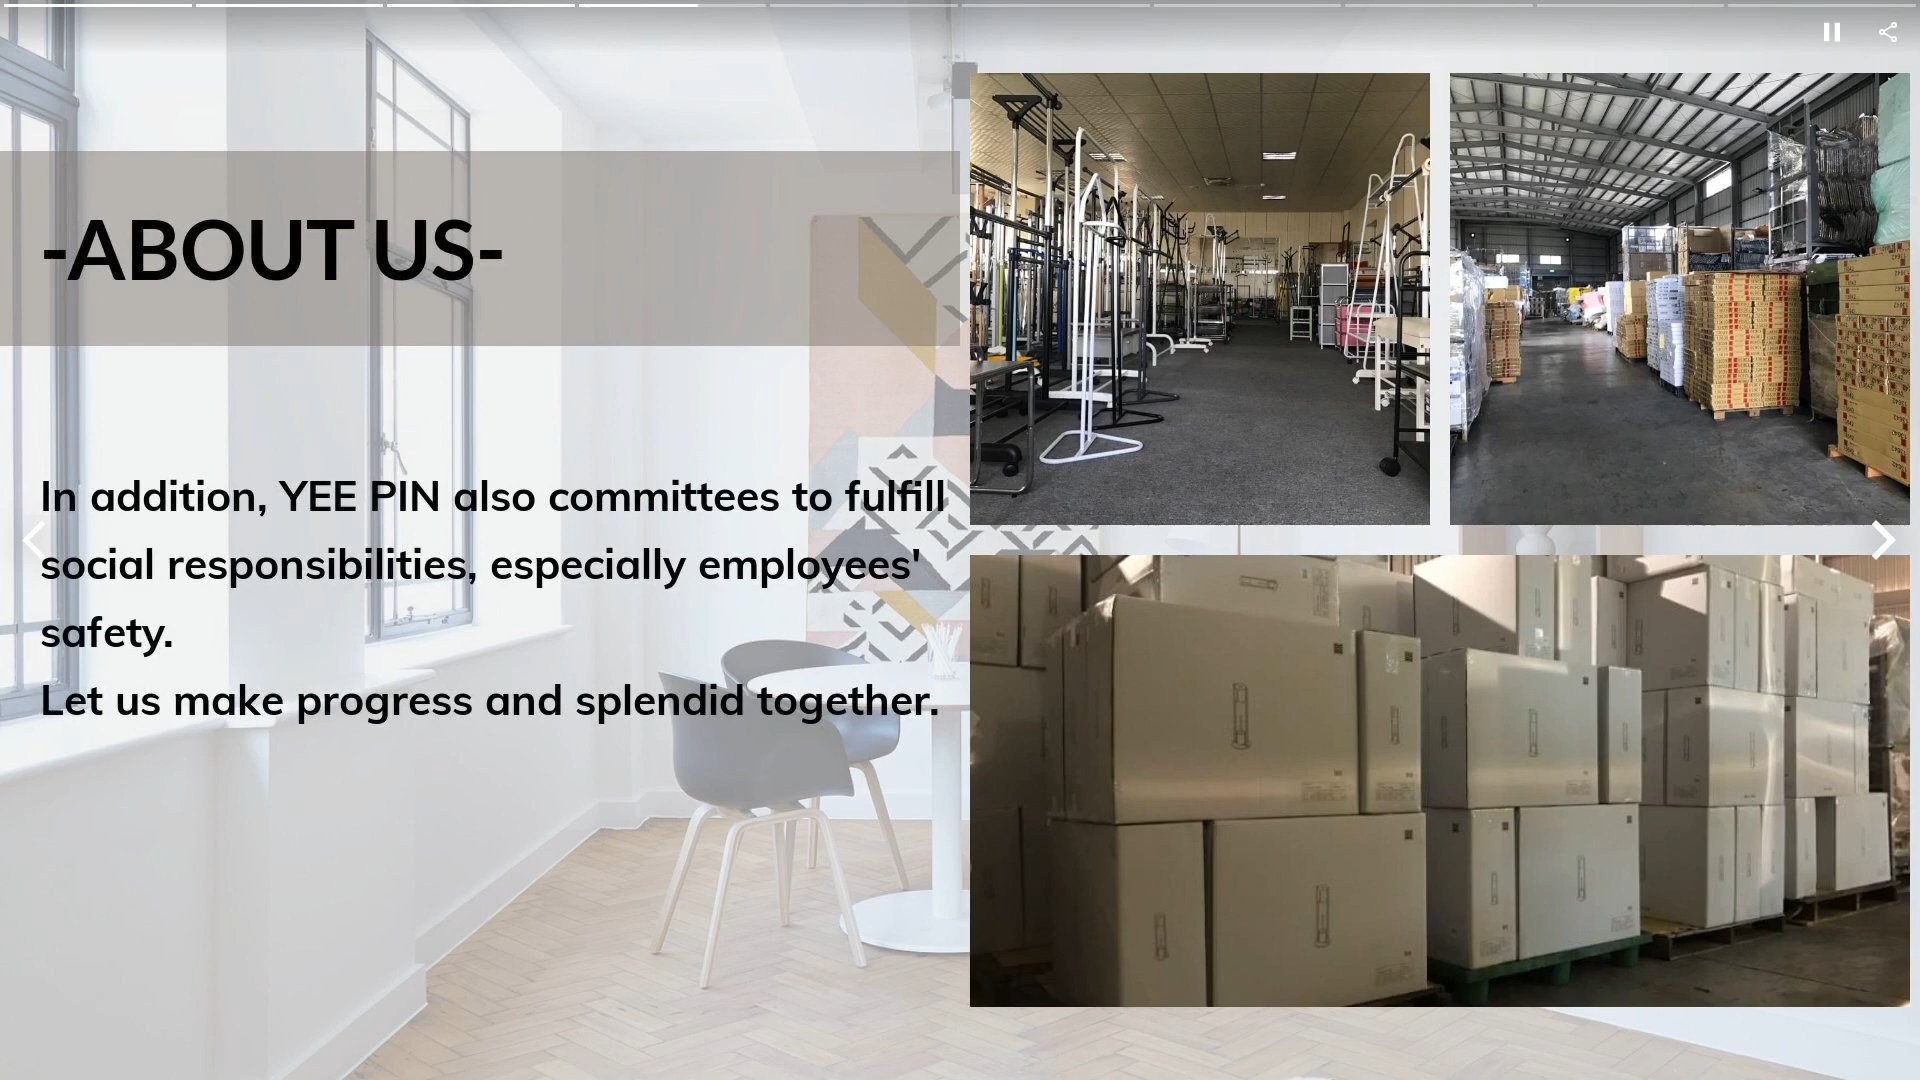 -ABOUT US-
In addition, YEE PIN also committees to fulfill
social responsibilities, especially employees'
safety.
Let us make progress and splendid together.